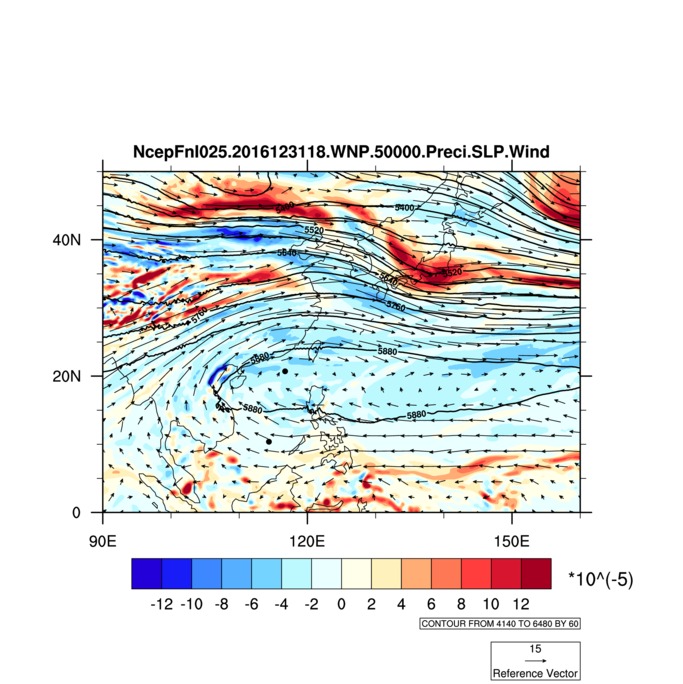 NcepFnl025.2016123118.WNP.50000.Preci.SLP.Wind
5400
5520
5640
5640
5520
5760
5880
5880
5880
5880
40N
20N
0
90E
120E
150E
-12 -10 -8 -6 -4 -2 0 2 4 6 8 10 12
*10^(-5)
CONTOUR FROM 4140 TO 6480 BY 60
15
Reference Vector